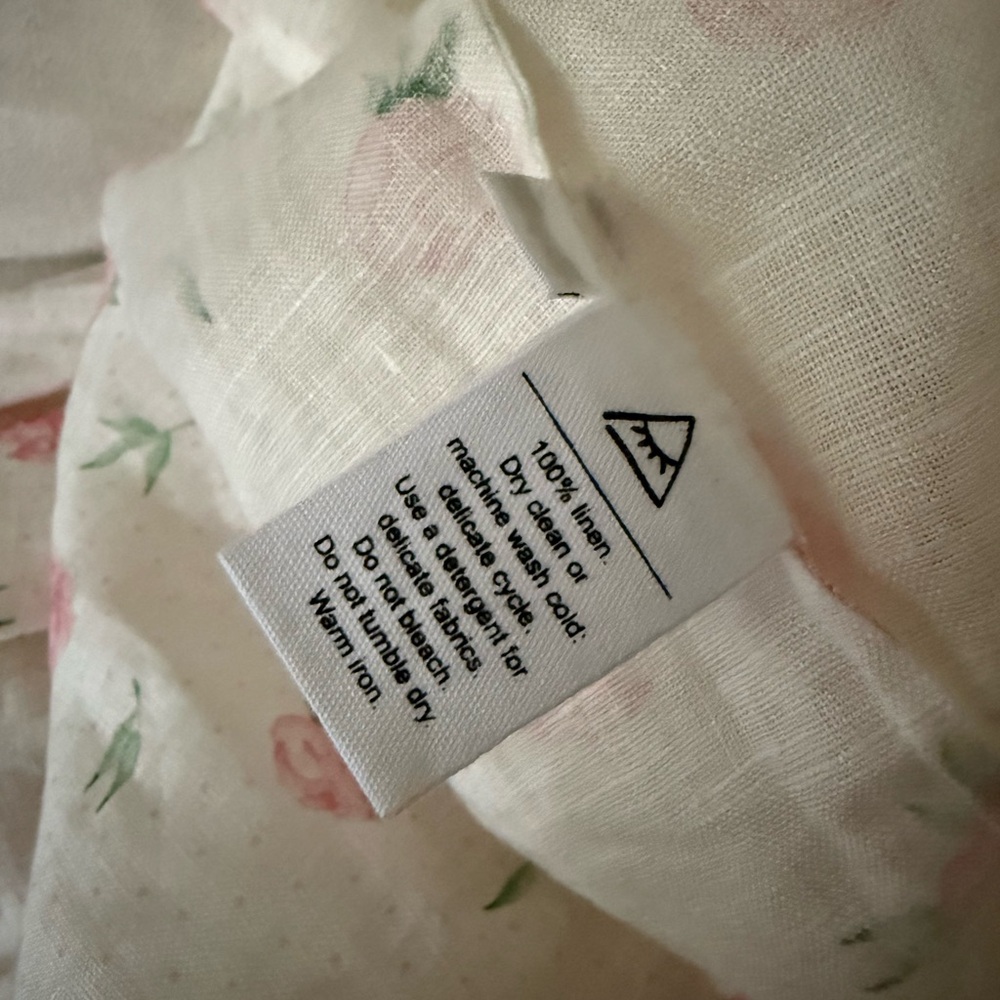 100% linen.
Dry clean or
machine wash cold:
delicate cycle.
Use a detergent for
delicate fabrics.
Do not bleach.
Do not tumble dry.
Warm iron.